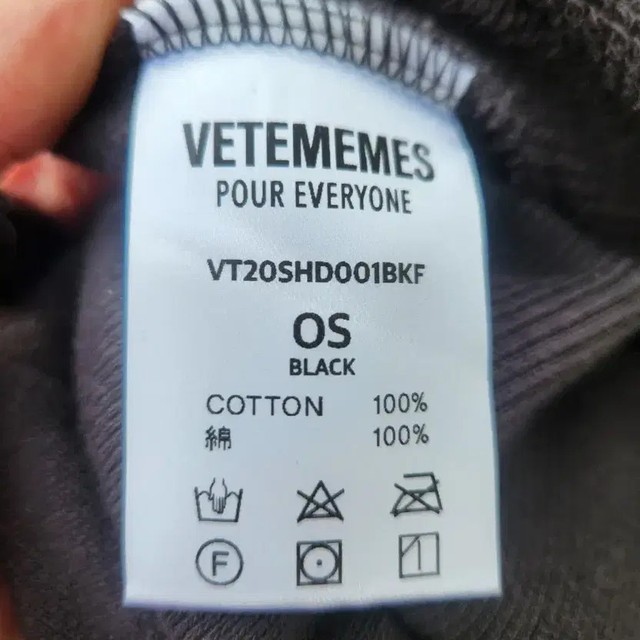 VETEMEMES
POUR EVERYONE
VT20SHD001BKF
OS
BLACK
COTTON 100%
綿 100%
F